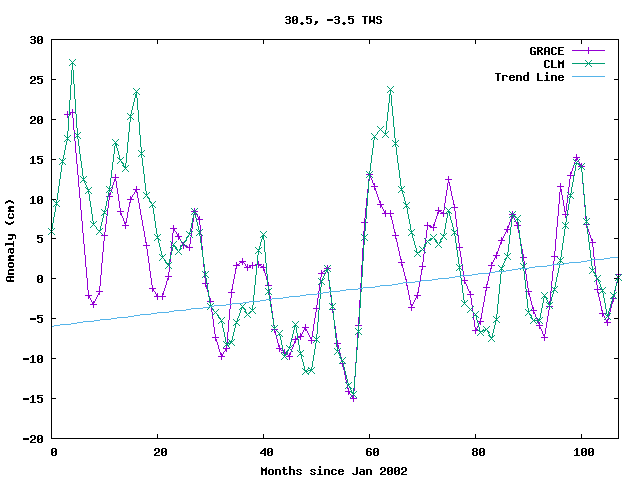 30.5, -3.5 TWS
GRACE
CLM
Trend Line
30
25
20
15
10
5
0
-5
-10
-15
-20
Anomaly (cm)
0 20 40 60 80 100
Months since Jan 2002